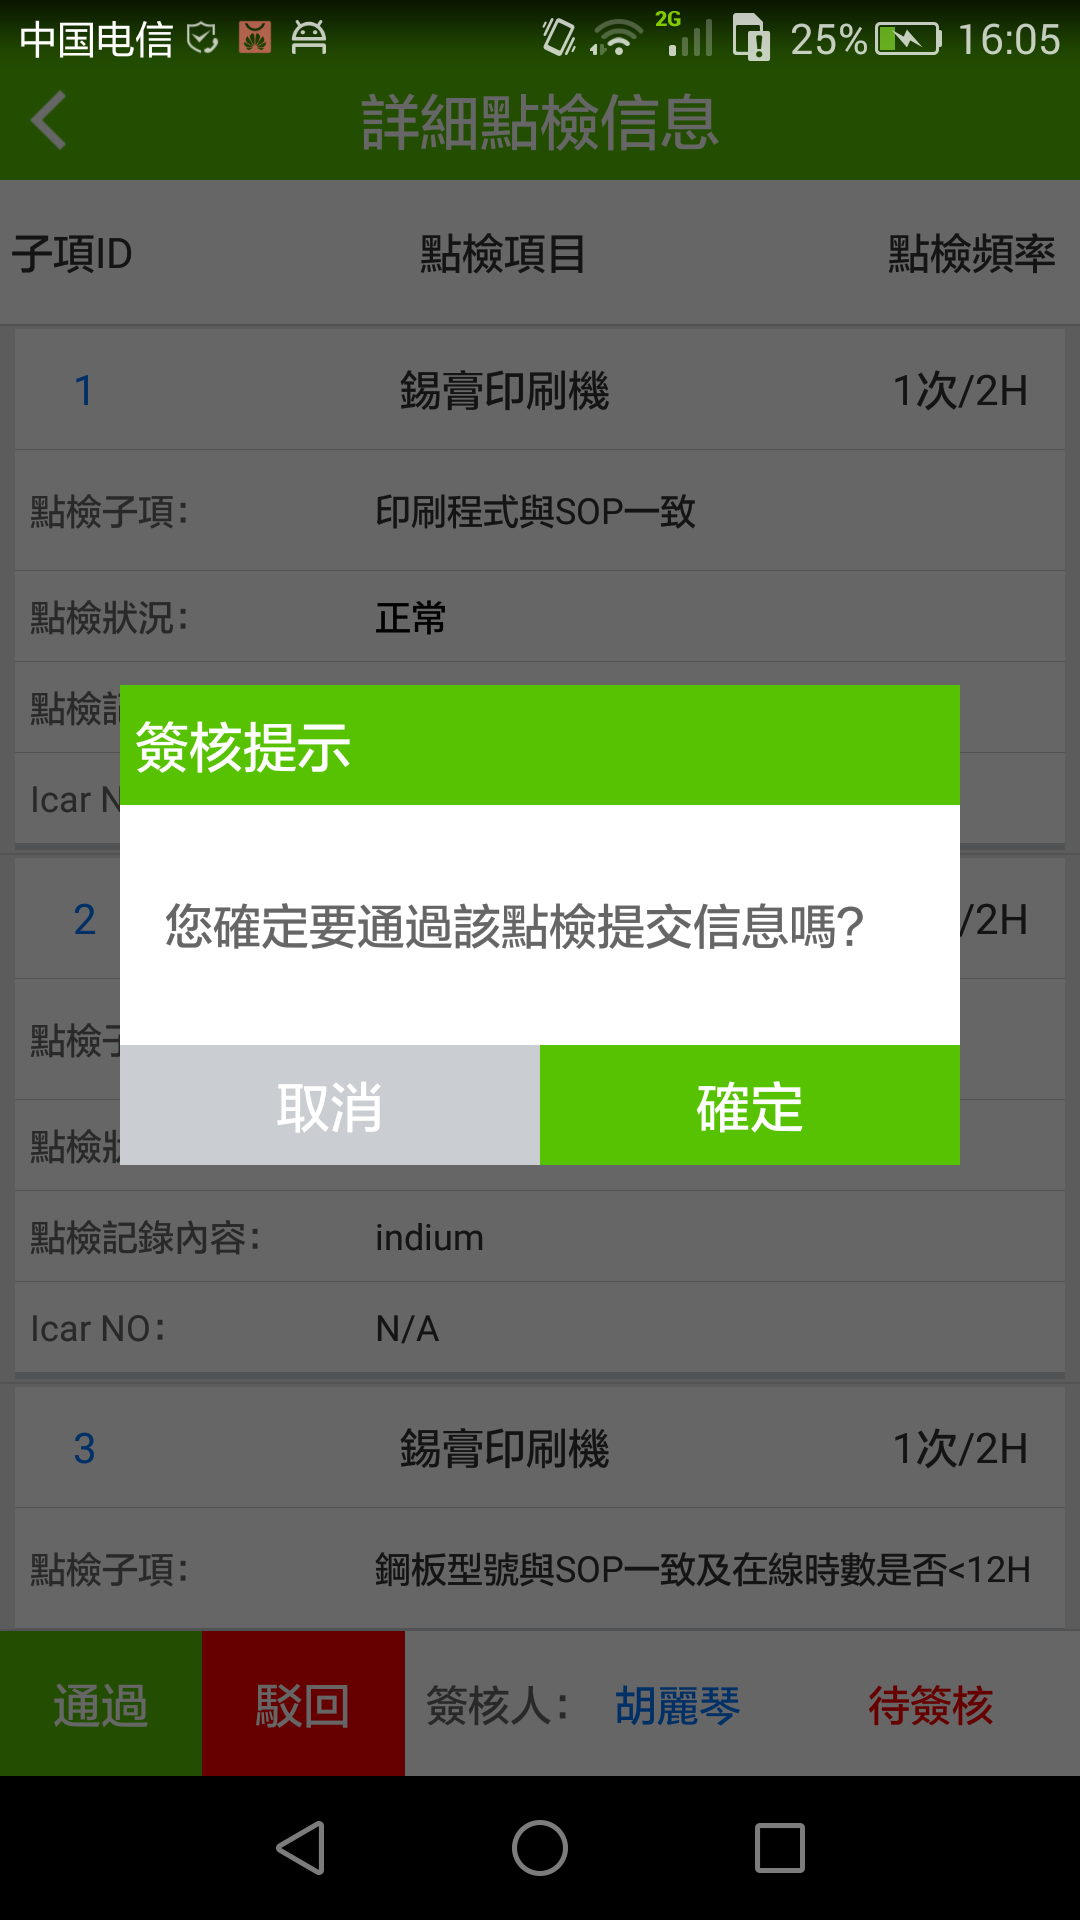 中国电信 2G 25% 16:05
詳細點檢信息
子項ID 點檢項目 點檢頻率
1 錫膏印刷機 1次/2H
點檢子項: 印刷程式與SOP一致
點檢狀況: 正常
點檢記
Icar N
簽核提示
您確定要通過該點檢提交信息嗎?
取消 確定
2 /2H
點檢子
點檢狀
點檢記錄內容: indium
Icar NO: N/A
3 錫膏印刷機 1次/2H
點檢子項: 鋼板型號與SOP一致及在線時數是否<12H
通過 駁回 簽核人: 胡麗琴 待簽核